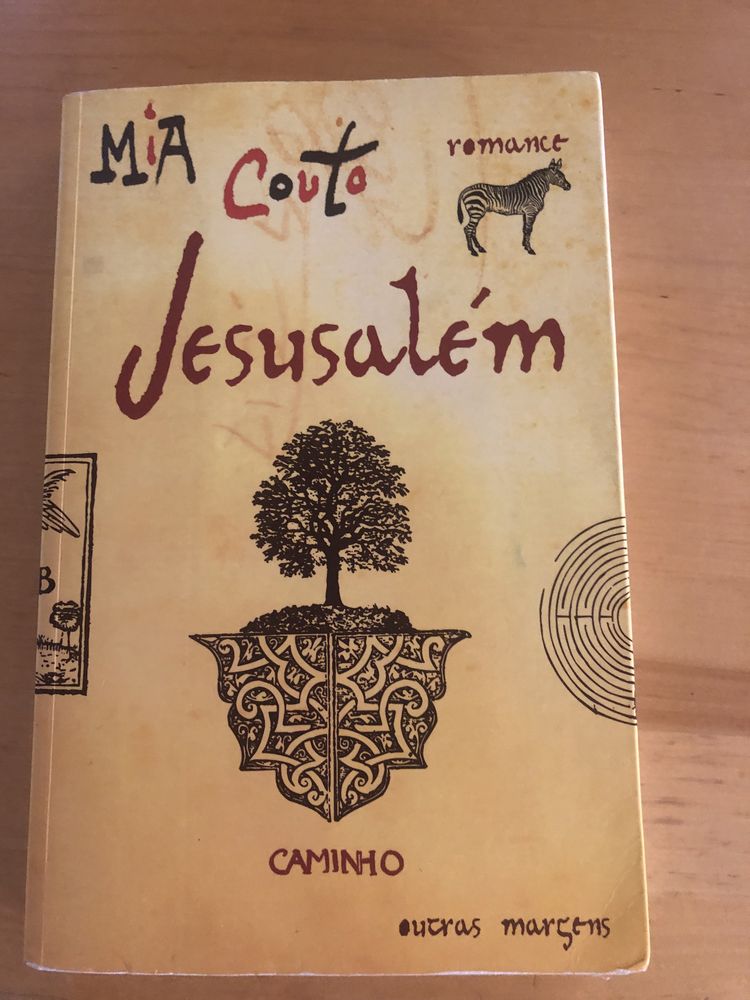 MiA
Couto
romance
Jesusalém
B
CAMINHO
outras margens